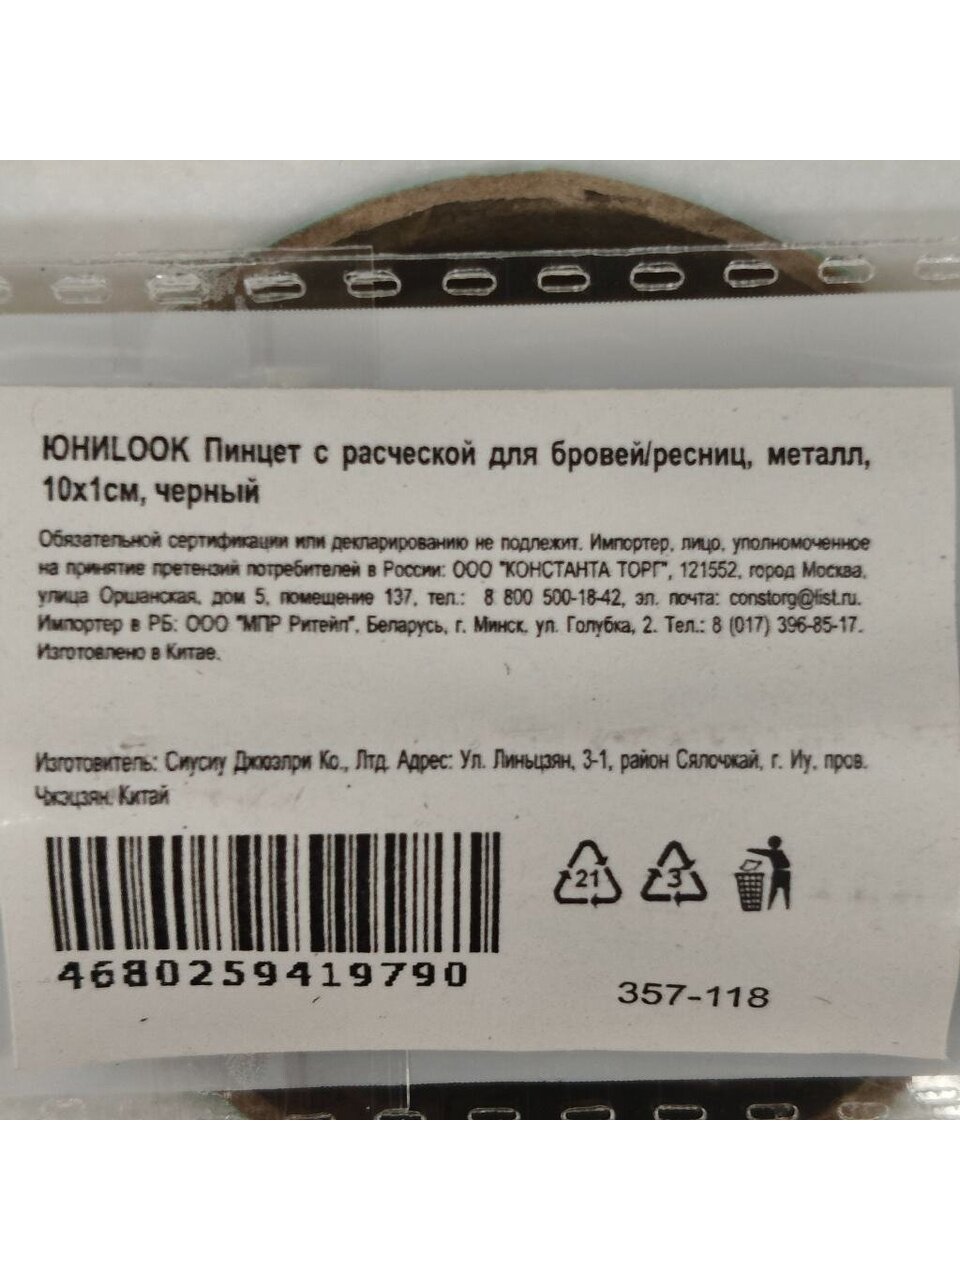 ЮНИLOOK Пинцет с расческой для бровей/ресниц, металл,
10x1см, черный
Обязательной сертификации или декларированию не подлежит. Импортер, лицо, уполномоченное
на принятие претензий потребителей в России: ООО "КОНСТАНТА ТОРГ", 121552, город Москва,
улица Оршанская, дом 5, помещение 137, тел.: 8 800 500-18-42, эл. почта: constorg@list.ru.
Импортер в РБ: ООО "МПР Ритейл", Беларусь, г. Минск, ул. Голубка, 2. Тел.: 8 (017) 396-85-17.
Изготовлено в Китае.
Изготовитель: Сиусиу Джюэлри Ко., Лтд. Адрес: Ул. Линьцзян, 3-1, район Сялочжай, г. Иу, пров.
Чжэцзян, Китай
21 3
4680259419790
357-118